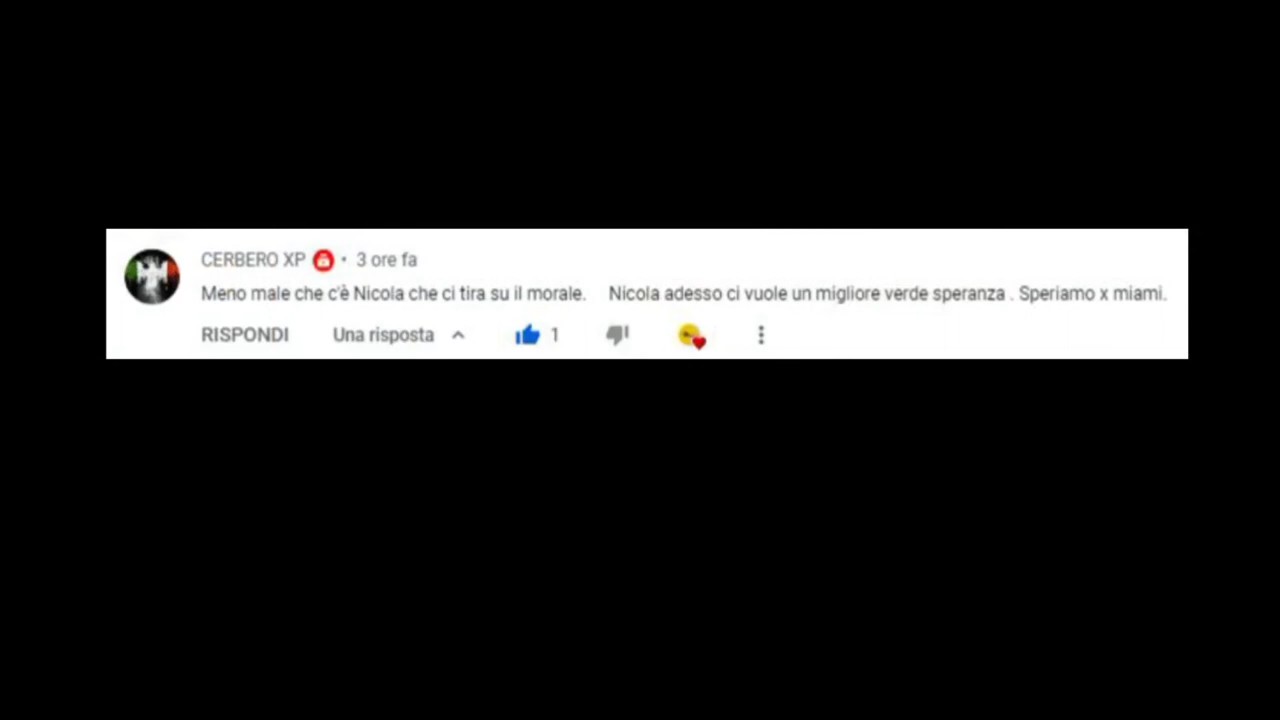 CERBERO XP • 3 ore fa
Meno male che c'è Nicola che ci tira su il morale. Nicola adesso ci vuole un migliore verde speranza . Speriamo x miami.
RISPONDI Una risposta 1